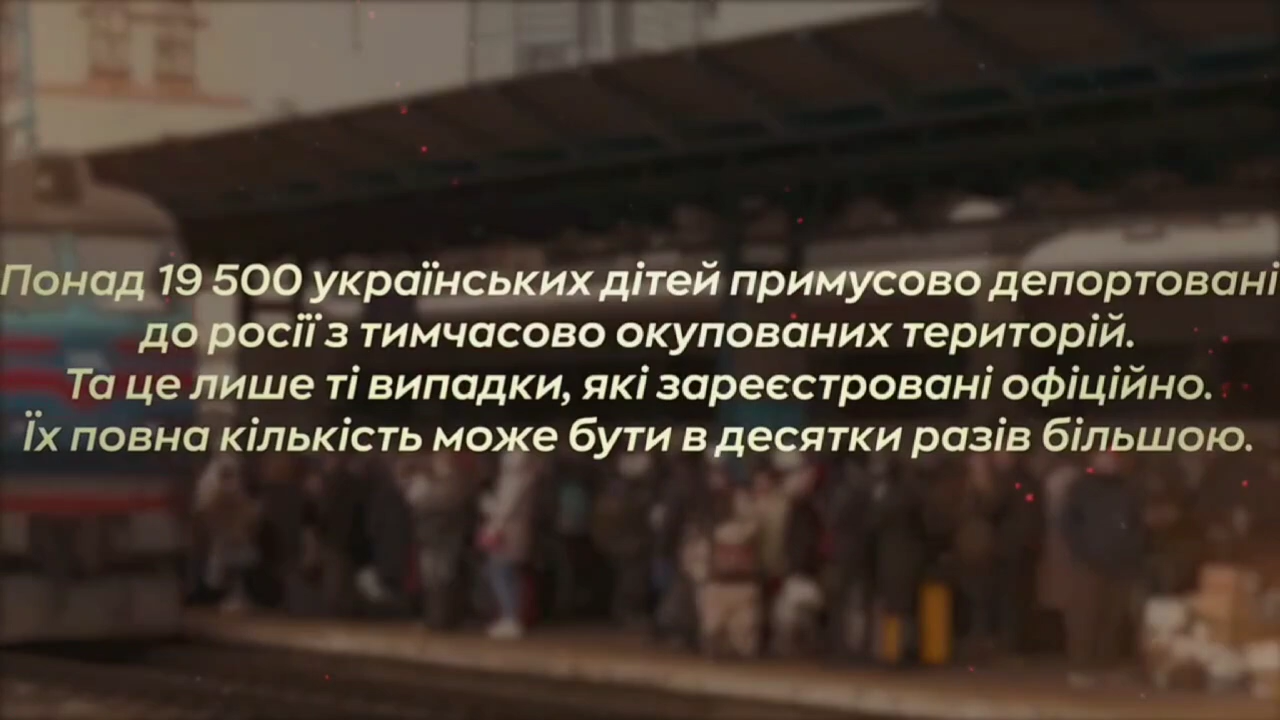 Понад 19 500 українських дітей примусово депортовані
до росії з тимчасово окупованих територій.
Та це лише ті випадки, які зареєстровані офіційно.
Їх повна кількість може бути в десятки разів більшою.